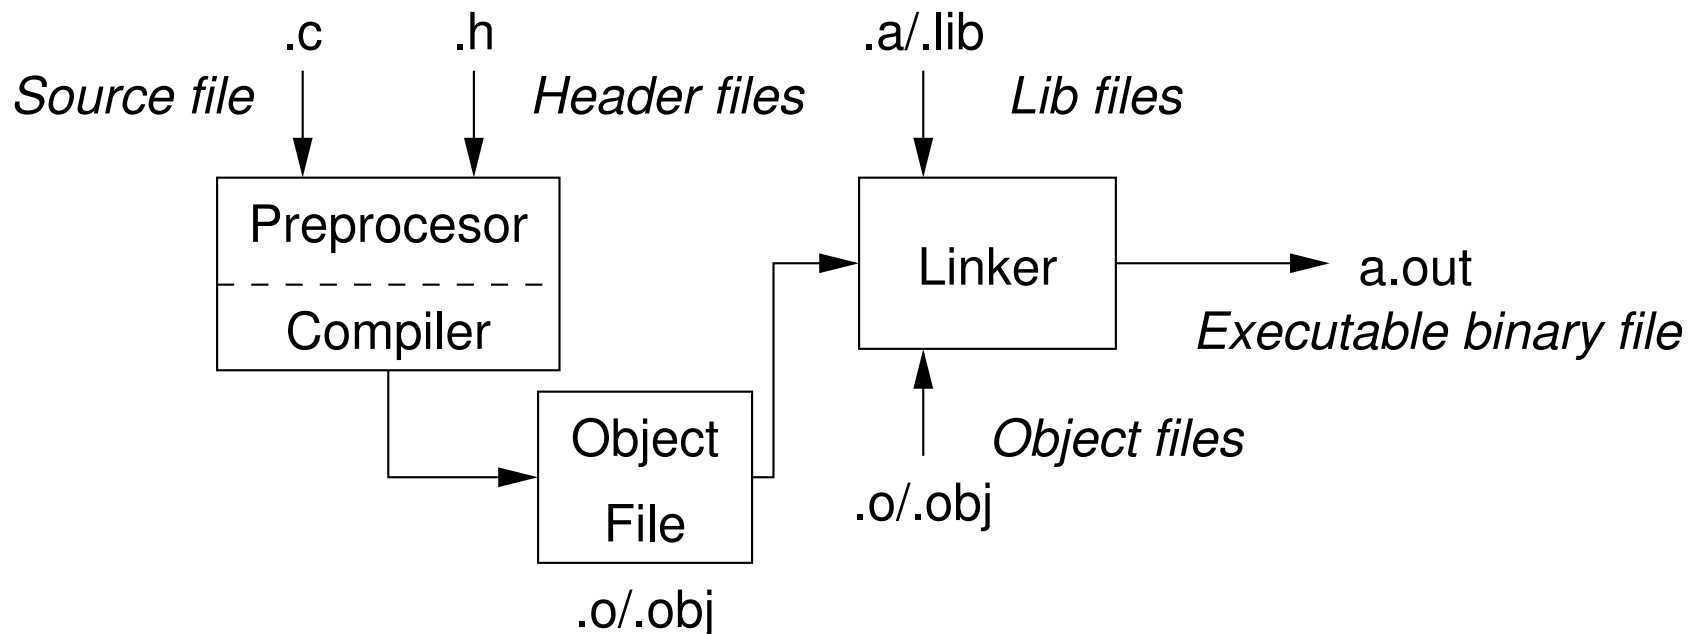 .c
.h
.a/.lib
Source file
Header files
Lib files
Preprocesor
Compiler
Linker
a.out
Executable binary file
Object
File
.o/.obj
Object files
.o/.obj